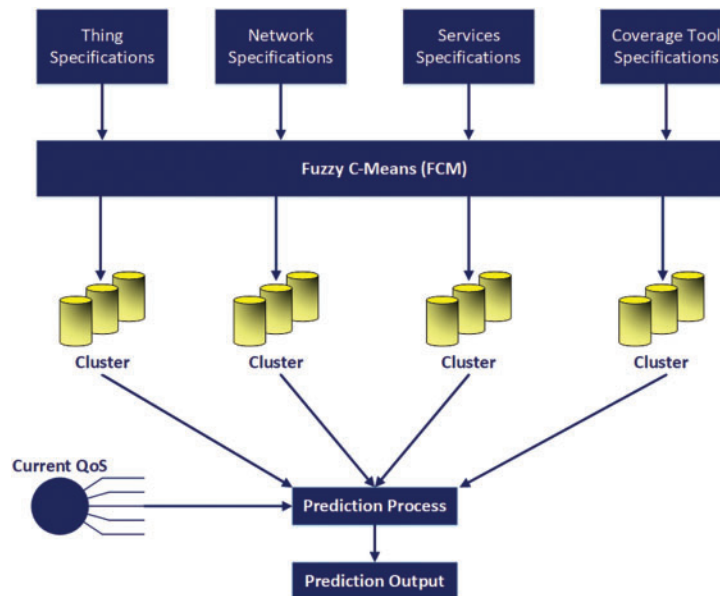 Thing
Specifications
Network
Specifications
Services
Specifications
Coverage Tool
Specifications
Fuzzy C-Means (FCM)
Cluster
Cluster
Cluster
Cluster
Current QoS
Prediction Process
Prediction Output